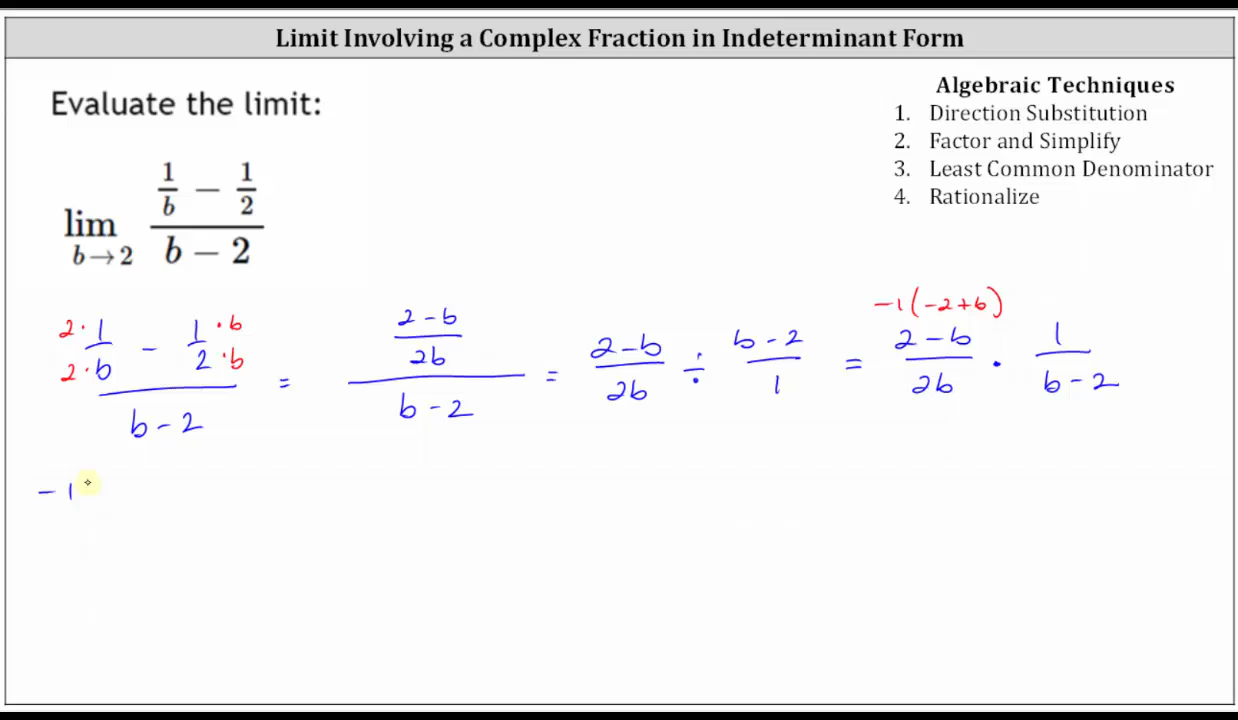 Limit Involving a Complex Fraction in Indeterminant Form
Evaluate the limit:
Algebraic Techniques
1. Direction Substitution
2. Factor and Simplify
3. Least Common Denominator
4. Rationalize
lim b→2 (1/b − 1/2)/(b − 2)
−1(−2+b)
(2·1/2·b − 1·b/2·b)/(b−2) = ((2−b)/2b)/(b−2) = (2−b)/2b ÷ (b−2)/1 = (2−b)/2b · 1/(b−2)
−1